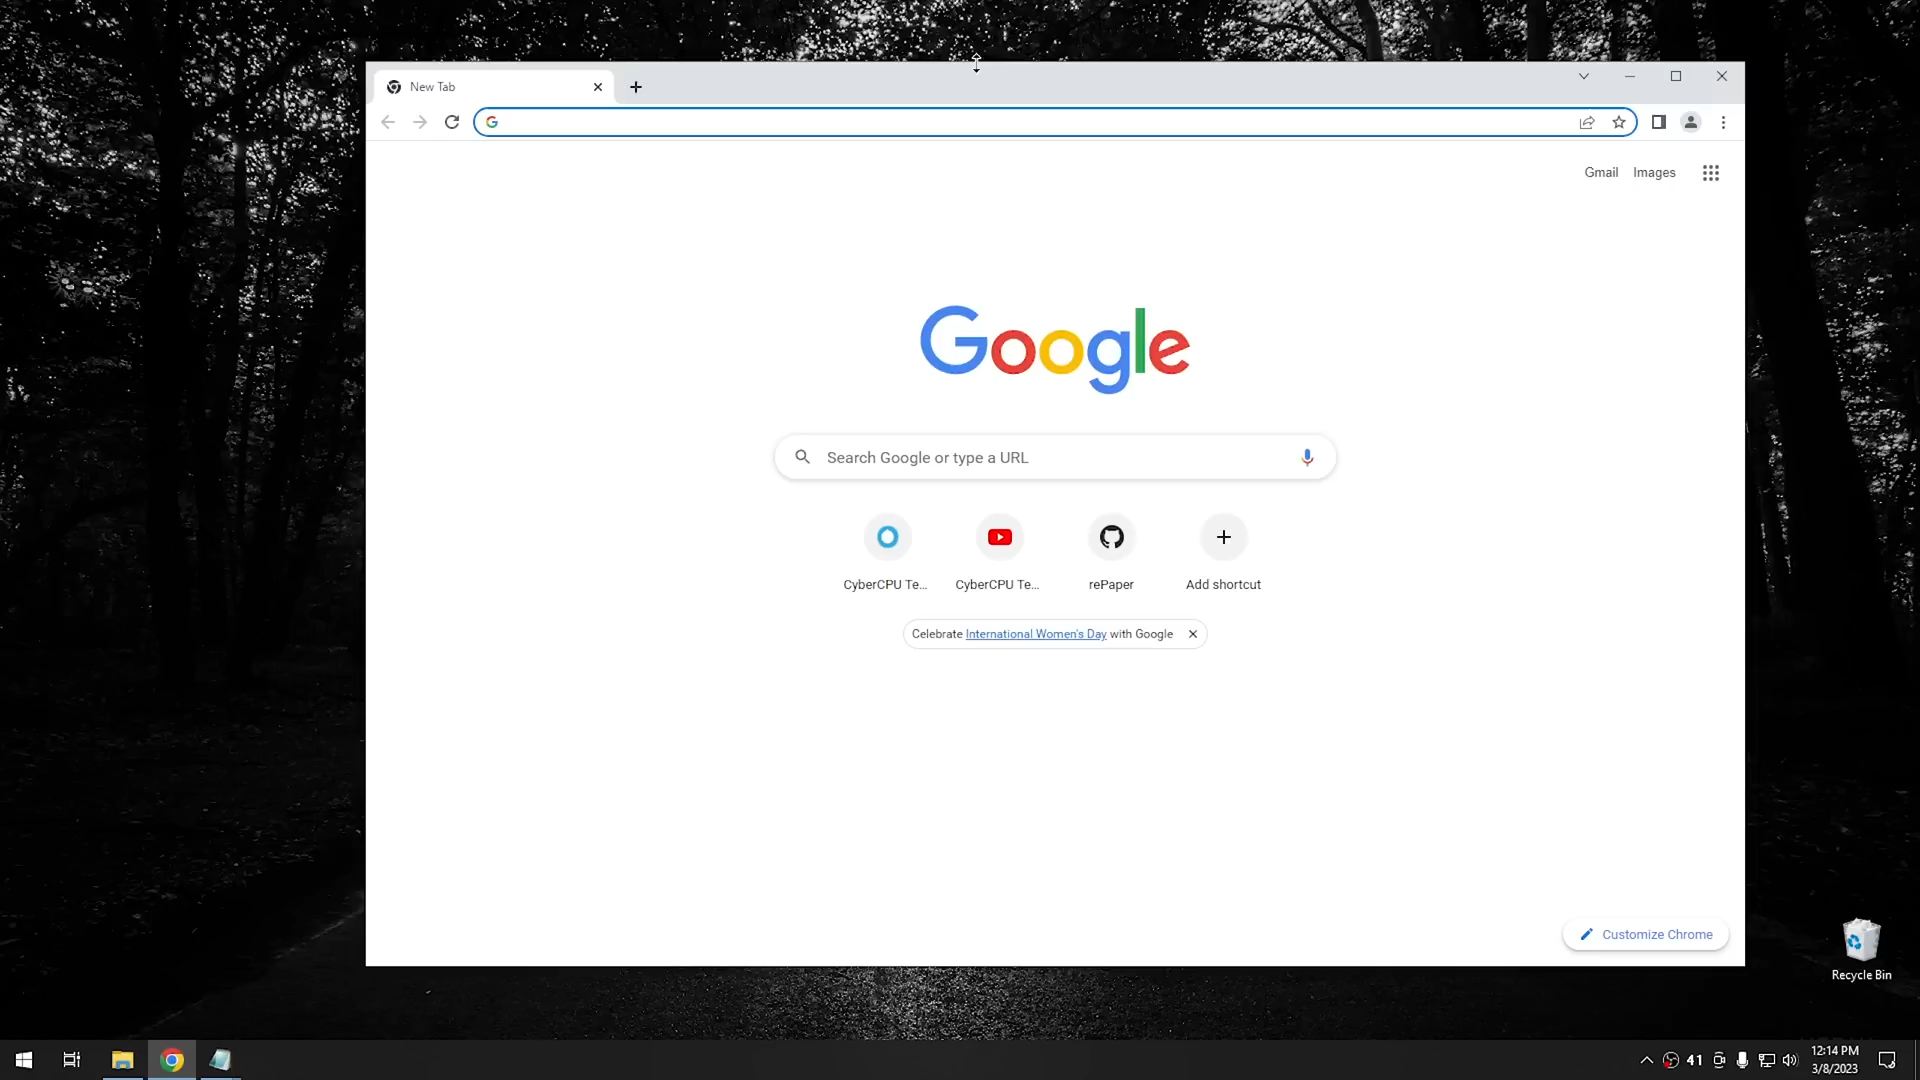 New Tab
Gmail Images
Google
Search Google or type a URL
CyberCPU Te...
CyberCPU Te...
rePaper
Add shortcut
Celebrate International Women's Day with Google
Customize Chrome
Recycle Bin
41
12:14 PM
3/8/2023